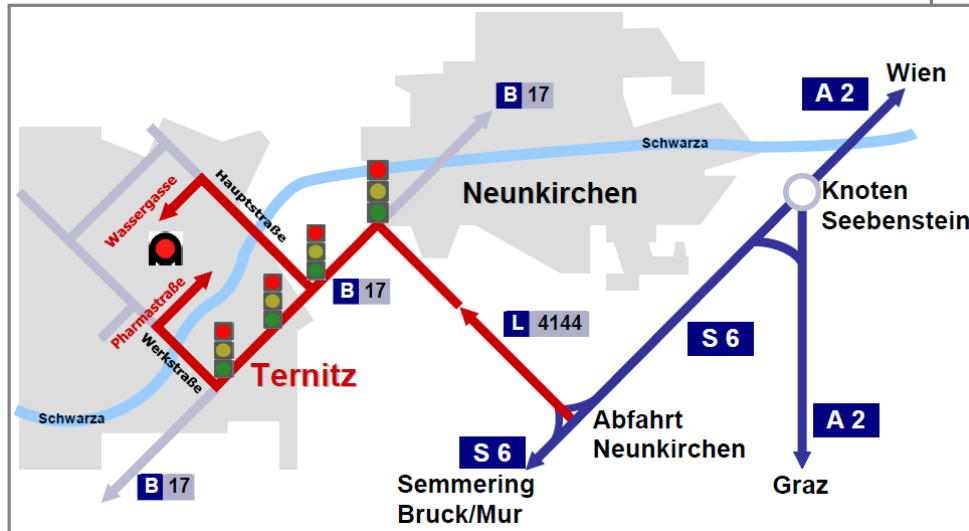 Wien
A 2
B 17
Schwarza
Neunkirchen
Knoten
Seebenstein
Wassergasse
Hauptstraße
Pharmastraße
B 17
L 4144
S 6
Werkstraße
Ternitz
Schwarza
Abfahrt
Neunkirchen
A 2
S 6
B 17
Semmering
Bruck/Mur
Graz